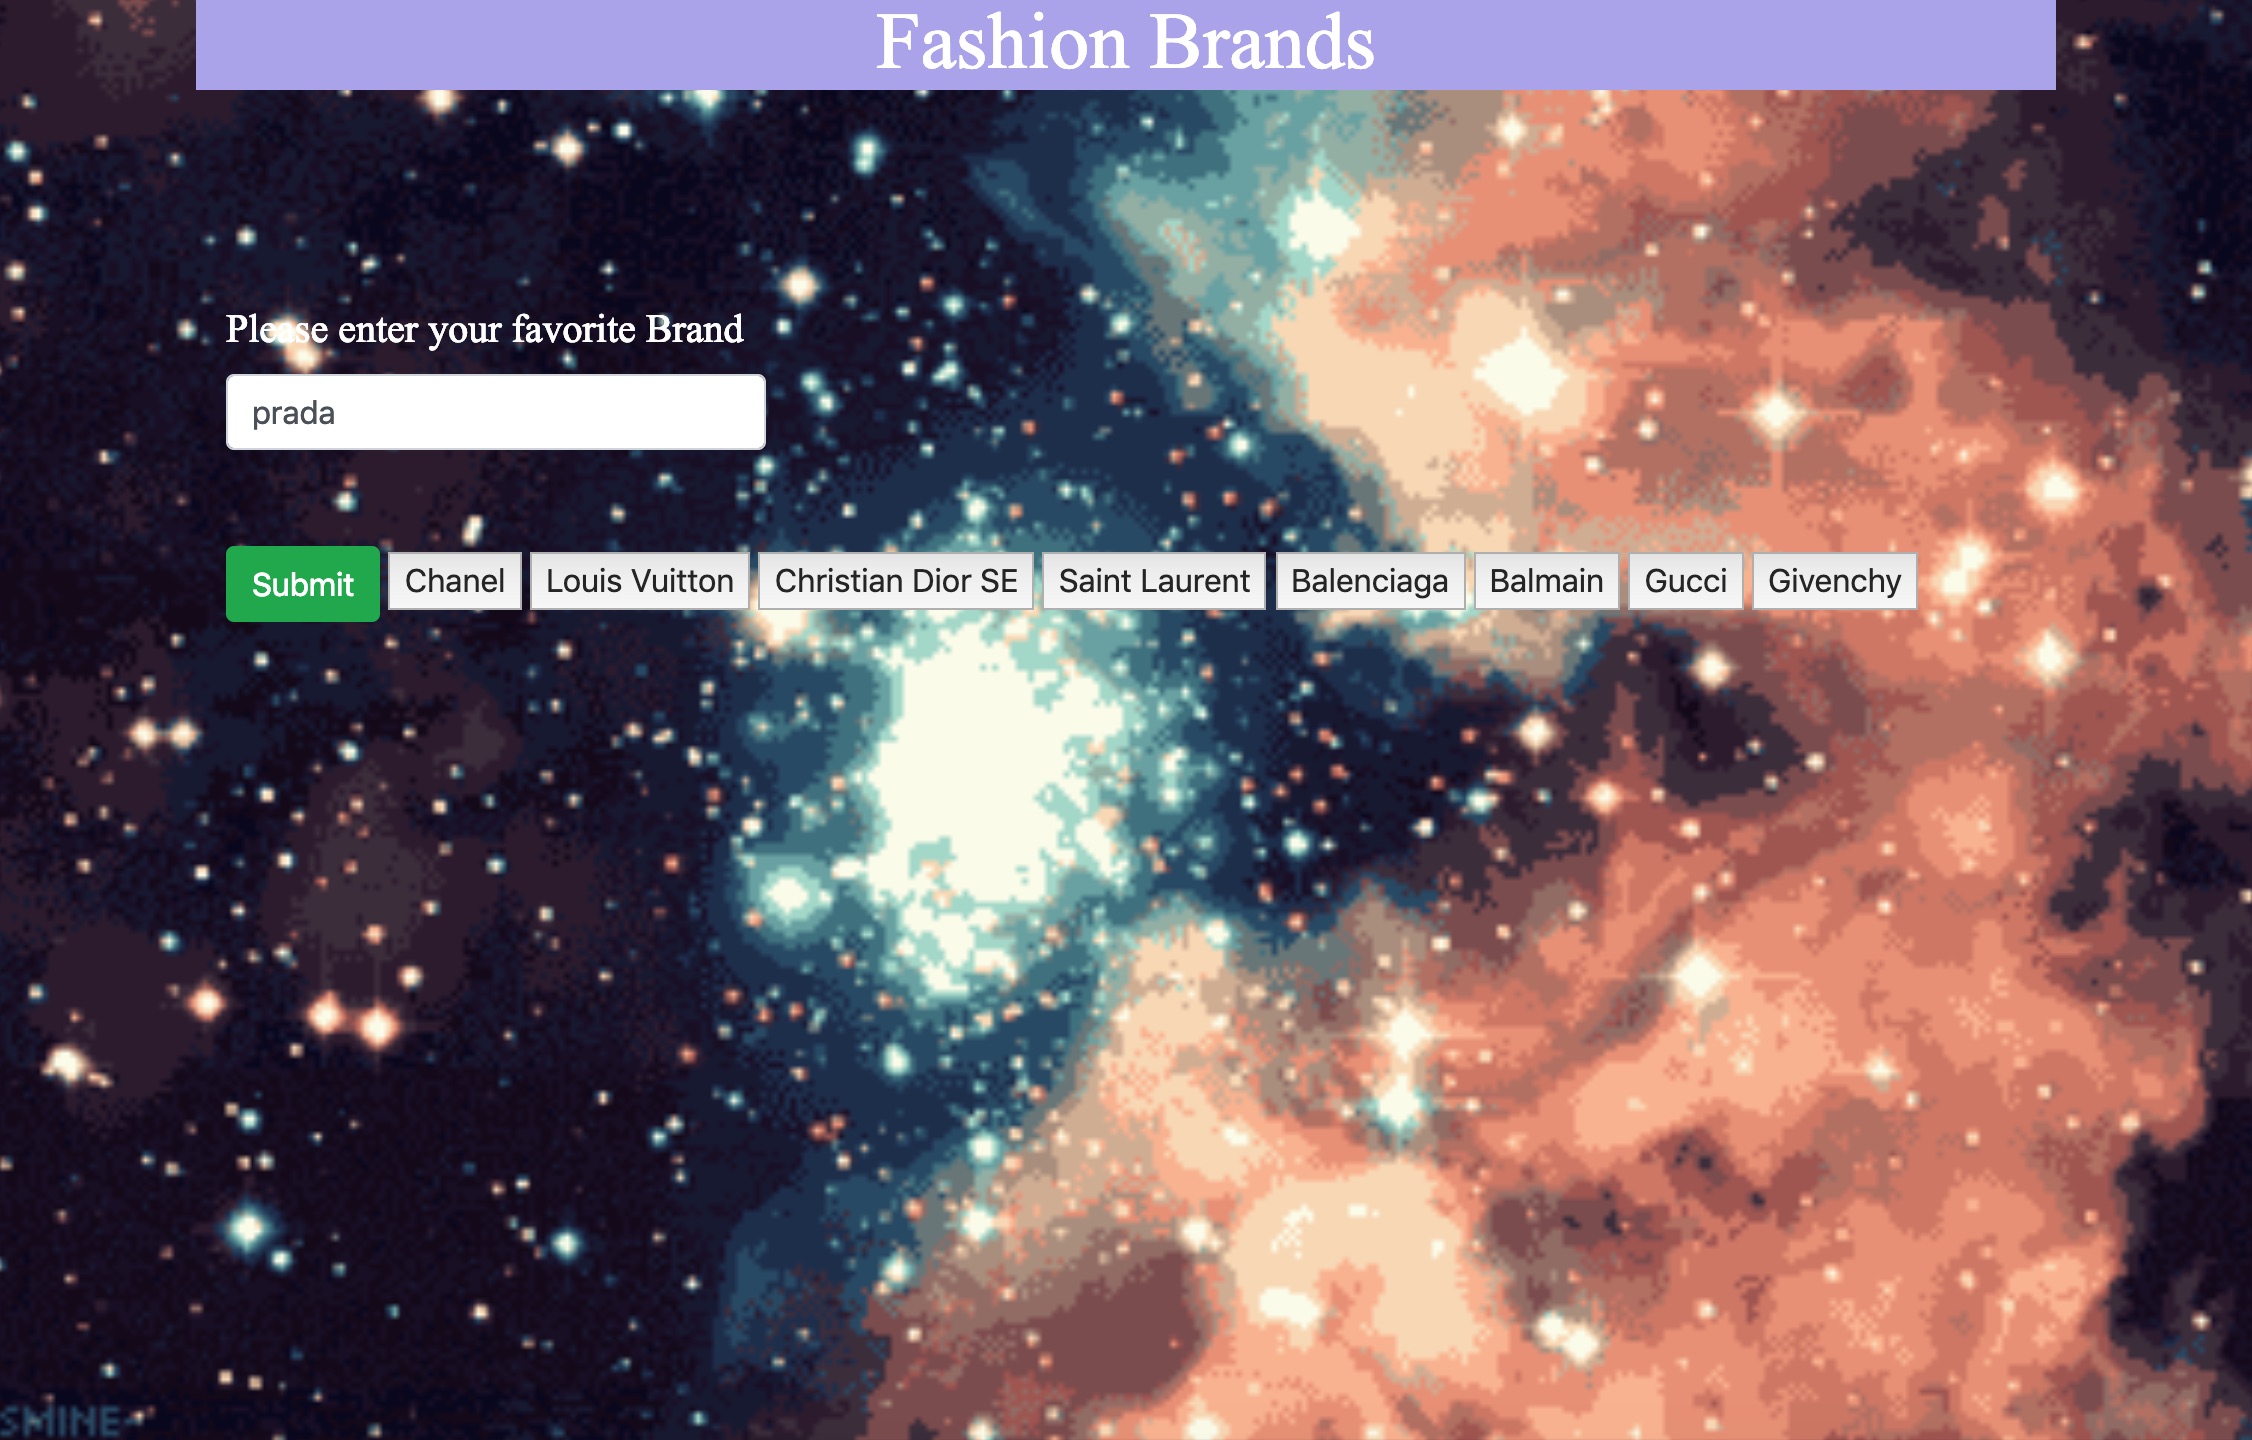 Fashion Brands
Please enter your favorite Brand
prada
Submit Chanel Louis Vuitton Christian Dior SE Saint Laurent Balenciaga Balmain Gucci Givenchy
SMINE